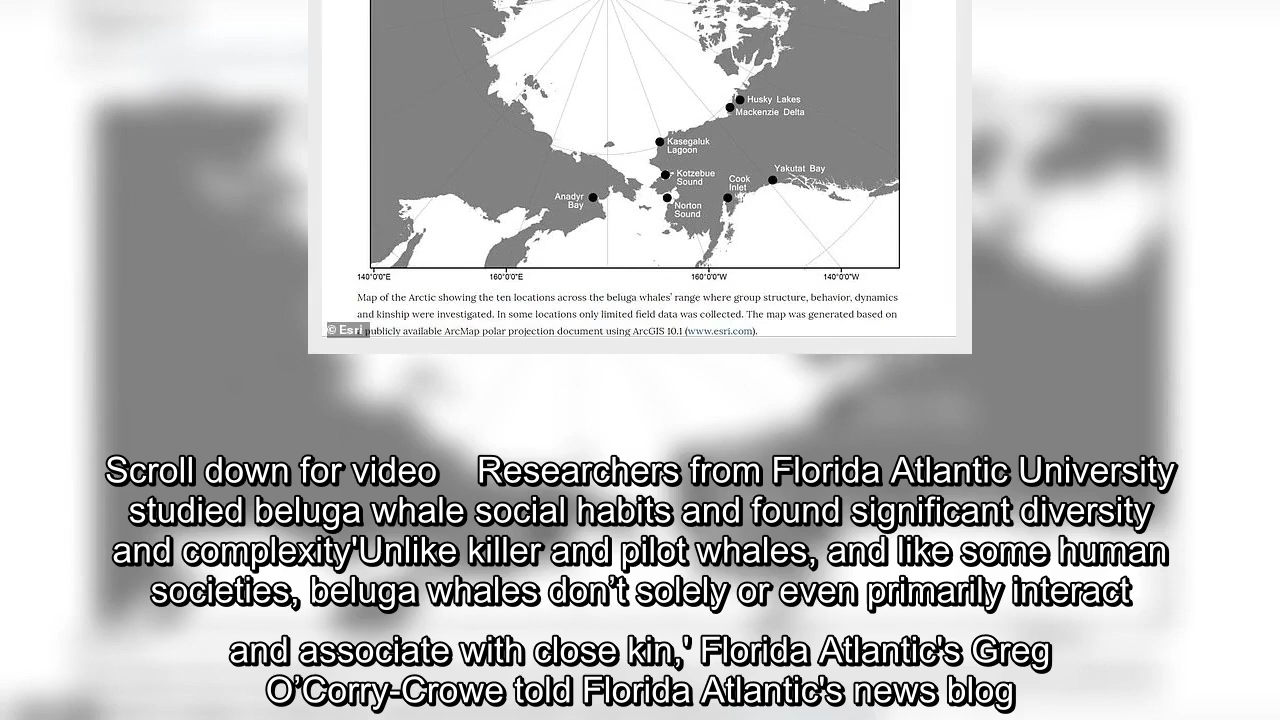 Husky Lakes
Mackenzie Delta
Kasegaluk
Lagoon
Yakutat Bay
Kotzebue
Sound
Cook
Inlet
Anadyr
Bay
Norton
Sound
140°0'0"E
160°0'0"E
160°0'0"W
140°0'0"W
Map of the Arctic showing the ten locations across the beluga whales' range where group structure, behavior, dynamics
and kinship were investigated. In some locations only limited field data was collected. The map was generated based on
publicly available ArcMap polar projection document using ArcGIS 10.1 (www.esri.com).
© Esri
Scroll down for video Researchers from Florida Atlantic University
studied beluga whale social habits and found significant diversity
and complexity'Unlike killer and pilot whales, and like some human
societies, beluga whales don’t solely or even primarily interact
and associate with close kin,' Florida Atlantic's Greg
O’Corry-Crowe told Florida Atlantic's news blog